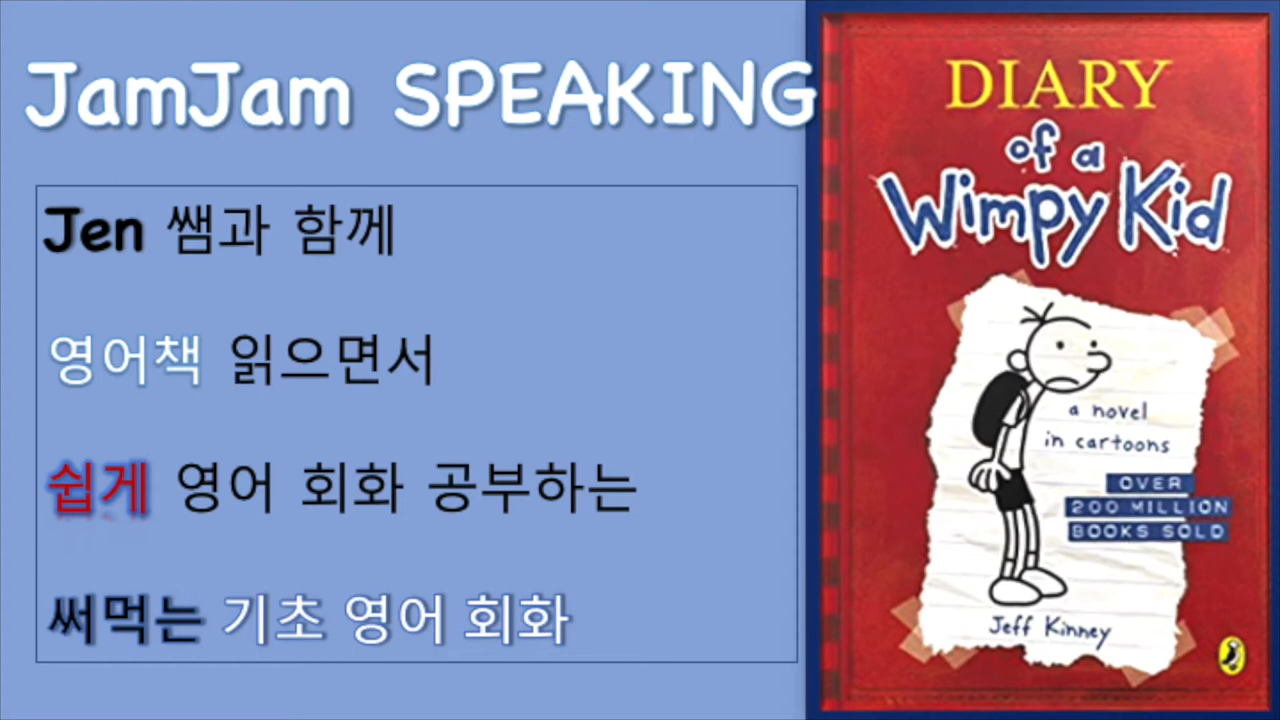 JamJam SPEAKING
Jen 쌤과 함께
영어책 읽으면서
쉽게 영어 회화 공부하는
써먹는 기초 영어 회화
DIARY
of a
Wimpy Kid
a novel
in cartoons
OVER
200 MILLION
BOOKS SOLD
Jeff Kinney